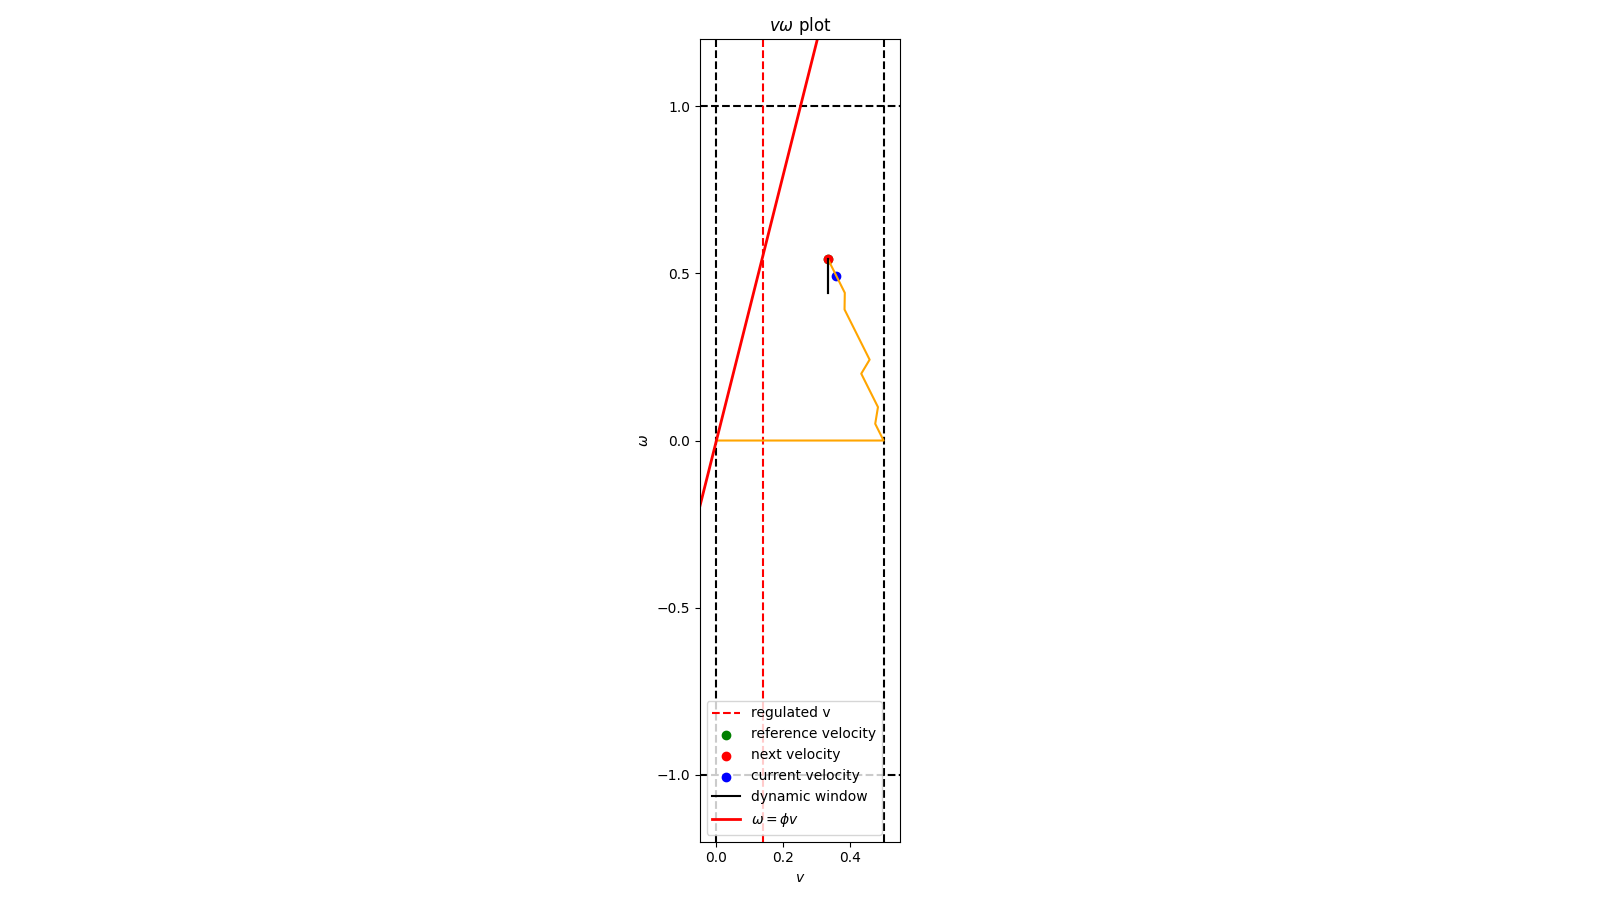 vω plot
1.0
0.5
0.0
−0.5
−1.0
ω
regulated v
reference velocity
next velocity
current velocity
dynamic window
ω = ϕv
0.0 0.2 0.4
v